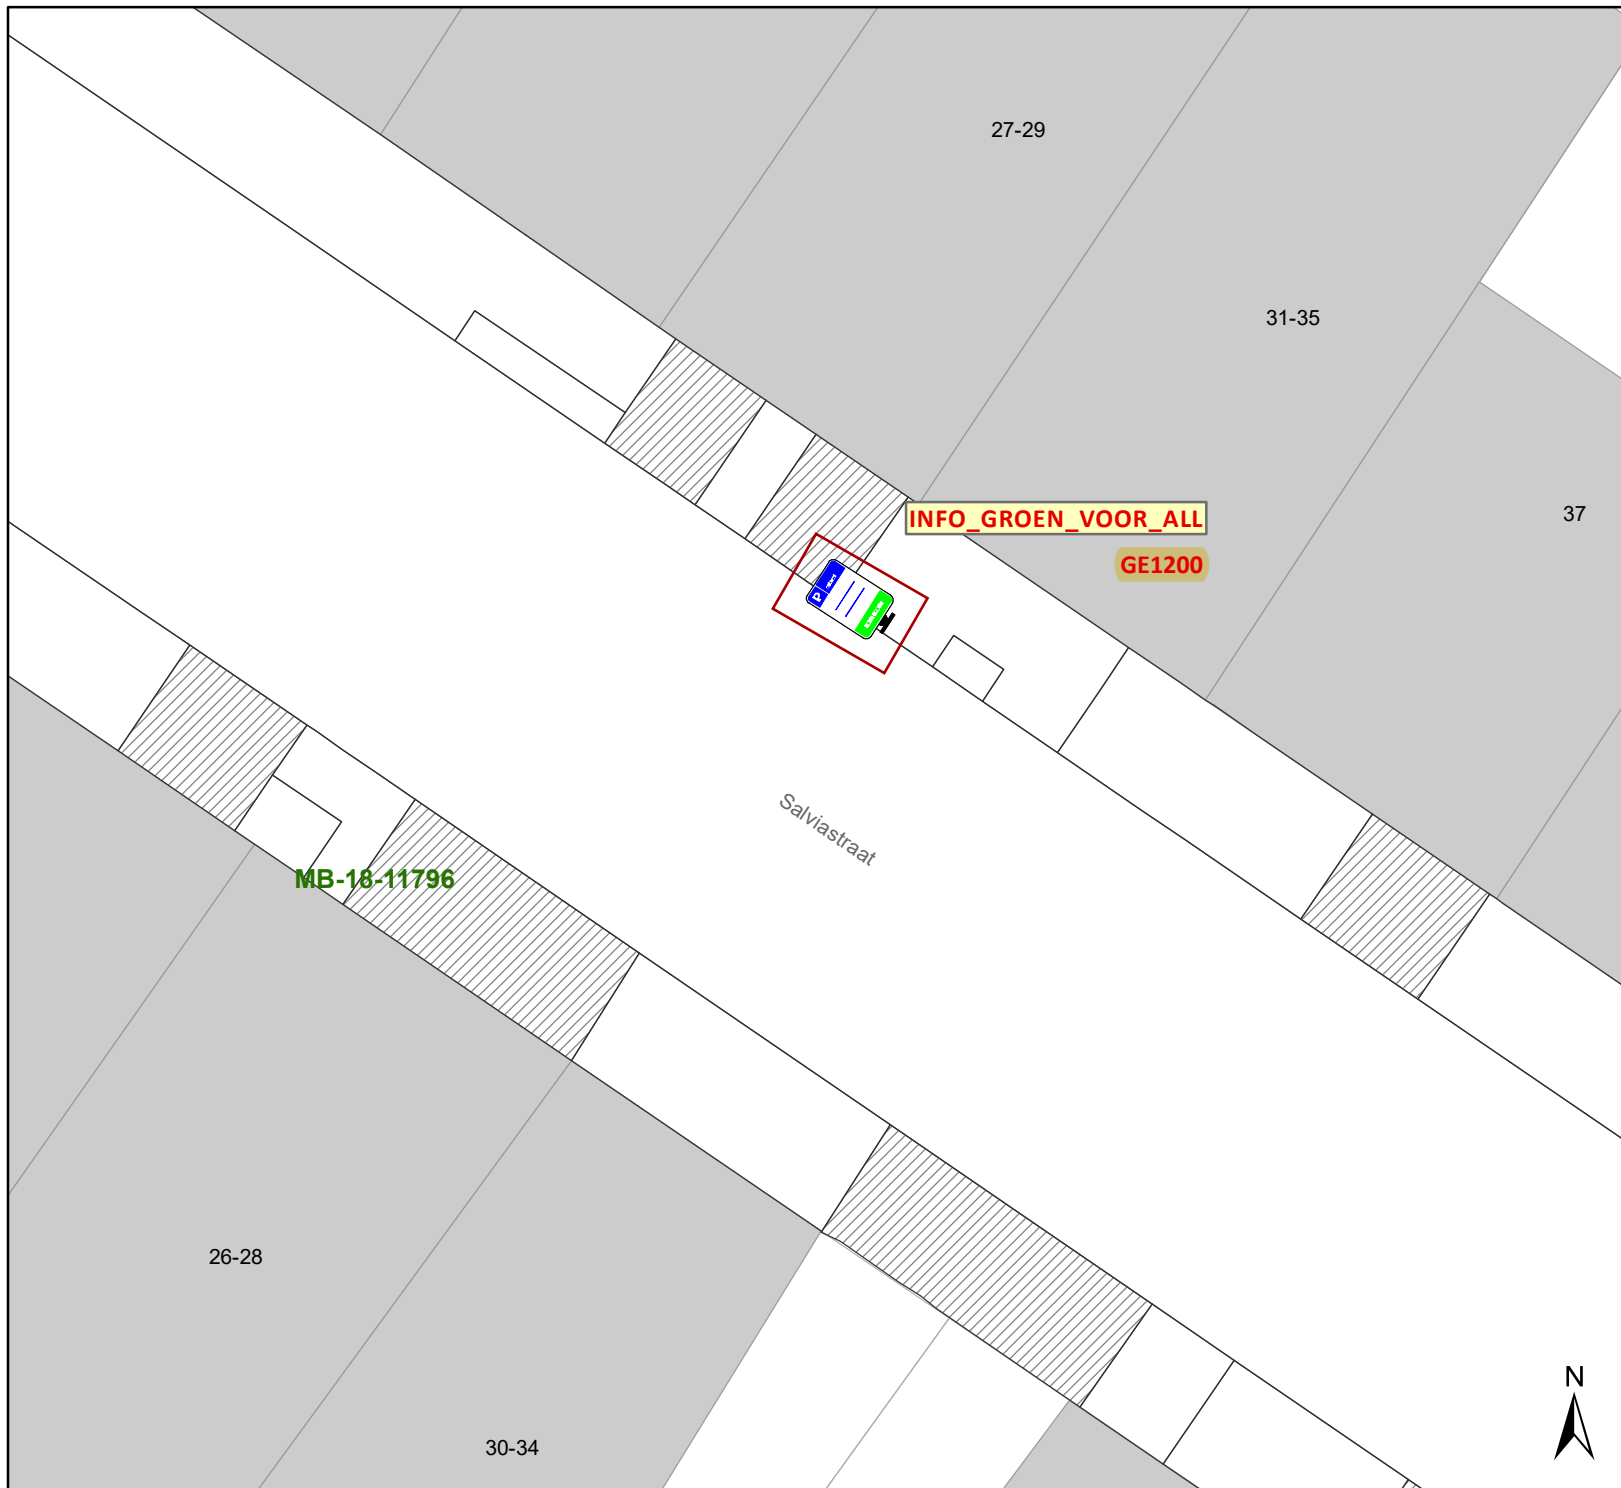 27-29
31-35
37
INFO_GROEN_VOOR_ALL
GE1200
P
Salviastraat
MB-18-11796
26-28
30-34
N